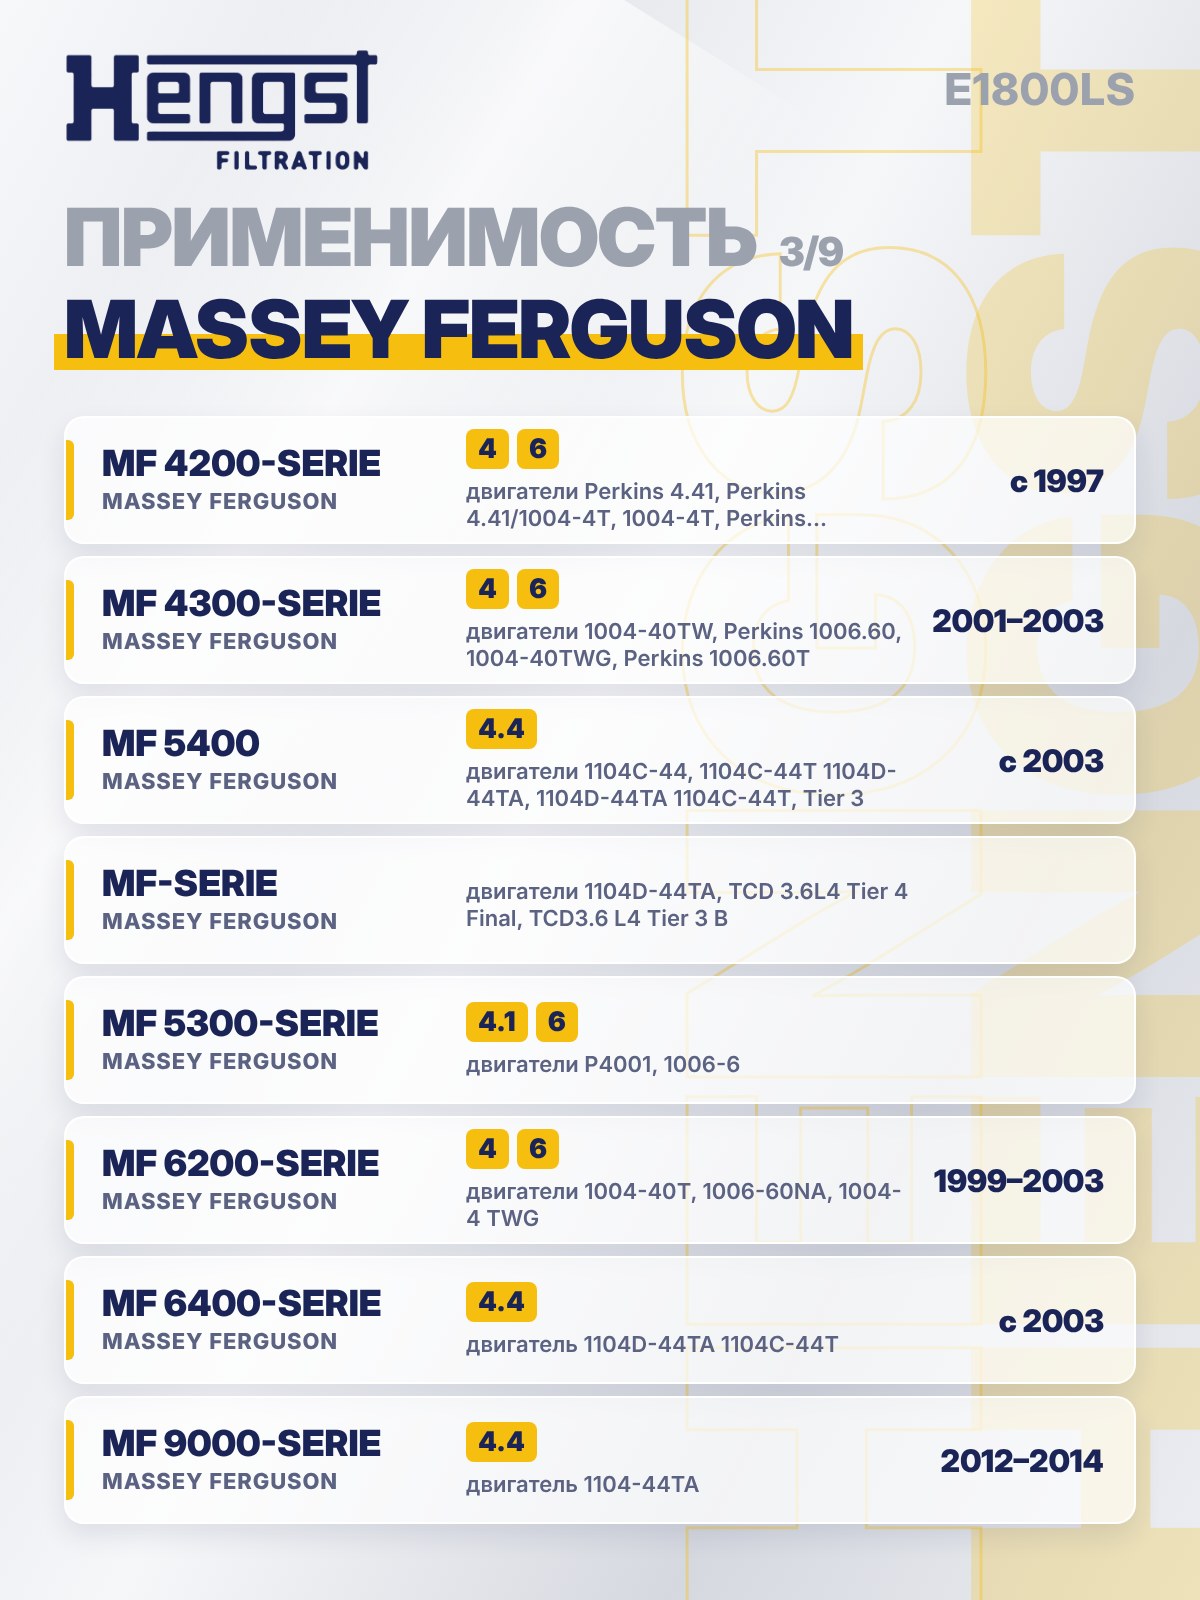 Hengst
FILTRATION
E1800LS
ПРИМЕНИМОСТЬ 3/9
MASSEY FERGUSON
MF 4200-SERIE
MASSEY FERGUSON
4 6
двигатели Perkins 4.41, Perkins
4.41/1004-4T, 1004-4T, Perkins...
с 1997
MF 4300-SERIE
MASSEY FERGUSON
4 6
двигатели 1004-40TW, Perkins 1006.60,
1004-40TWG, Perkins 1006.60T
2001–2003
MF 5400
MASSEY FERGUSON
4.4
двигатели 1104C-44, 1104C-44T 1104D-
44TA, 1104D-44TA 1104C-44T, Tier 3
с 2003
MF-SERIE
MASSEY FERGUSON
двигатели 1104D-44TA, TCD 3.6L4 Tier 4
Final, TCD3.6 L4 Tier 3 B
MF 5300-SERIE
MASSEY FERGUSON
4.1 6
двигатели P4001, 1006-6
MF 6200-SERIE
MASSEY FERGUSON
4 6
двигатели 1004-40T, 1006-60NA, 1004-
4 TWG
1999–2003
MF 6400-SERIE
MASSEY FERGUSON
4.4
двигатель 1104D-44TA 1104C-44T
с 2003
MF 9000-SERIE
MASSEY FERGUSON
4.4
двигатель 1104-44TA
2012–2014
HENGST
HENGST